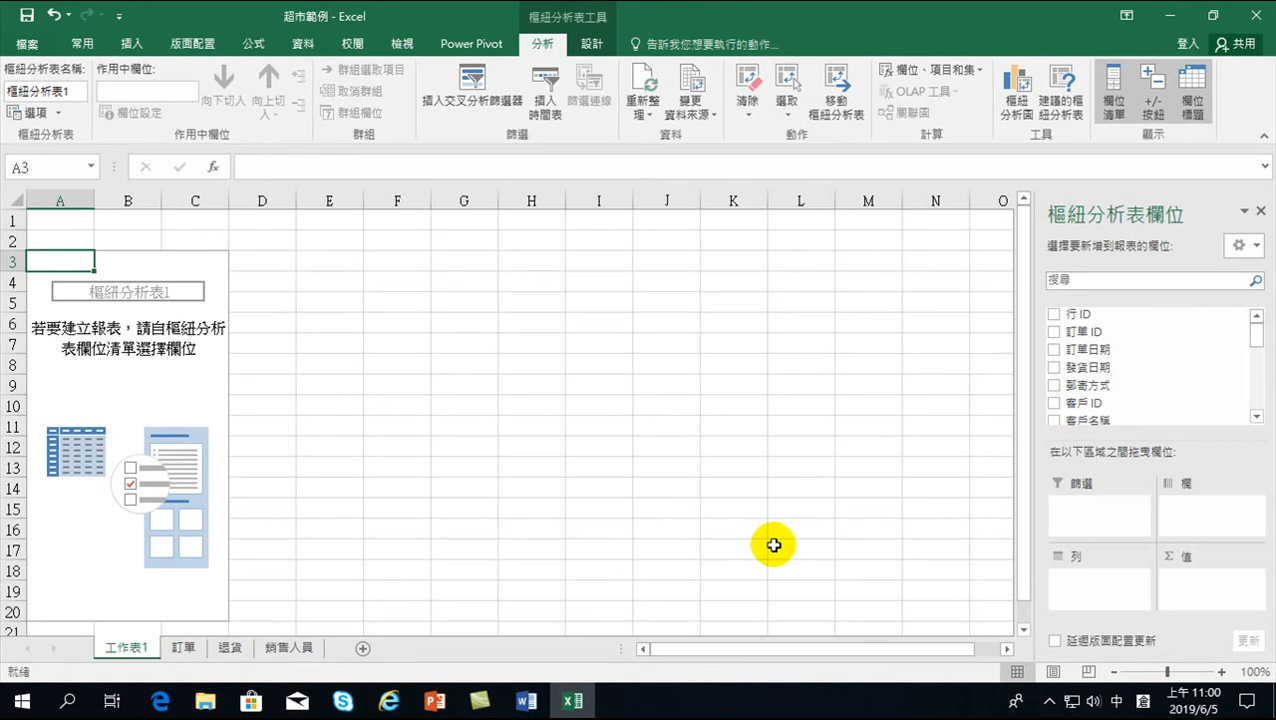 超市範例 - Excel
樞紐分析表工具
檔案 常用 插入 版面配置 公式 資料 校閱 檢視 Power Pivot 分析 設計 告訴我您想要執行的動作... 登入 共用
樞紐分析表名稱:
樞紐分析表1
選項
樞紐分析表
作用中欄位:
欄位設定
向下切入
向上切入
作用中欄位
群組選取項目
取消群組
群組欄位
群組
插入交叉分析篩選器
插入時間表
篩選連線
篩選
重新整理
變更資料來源
資料
清除
選取
移動樞紐分析表
動作
欄位、項目和集
OLAP 工具
關聯圖
計算
樞紐分析圖
建議的樞紐分析表
工具
欄位清單
+/- 按鈕
欄位標題
顯示
A3
A B C D E F G H I J K L M N O
1
2
3
4
5
6
7
8
9
10
11
12
13
14
15
16
17
18
19
20
21
樞紐分析表1
若要建立報表，請自樞紐分析
表欄位清單選擇欄位
樞紐分析表欄位
選擇要新增到報表的欄位:
搜尋
行 ID
訂單 ID
訂單日期
發貨日期
郵寄方式
客戶 ID
客戶名稱
在以下區域之間拖曳欄位:
篩選 欄
列 Σ 值
延遲版面配置更新 更新
工作表1 訂單 退貨 銷售人員
就緒 100%
中 上午 11:00
2019/6/5